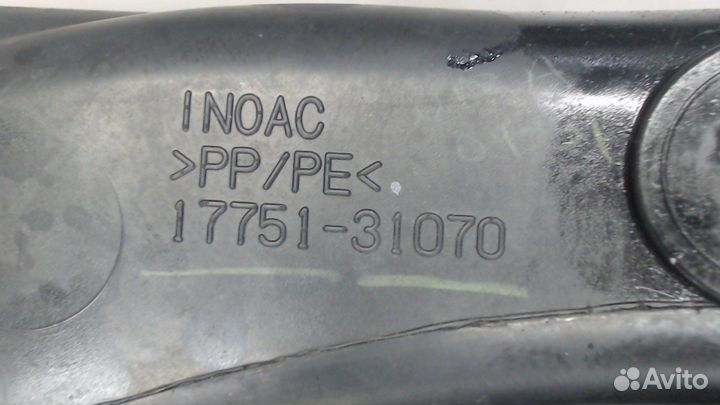 INOAC
>PP/PE<
17751-31070
Avito